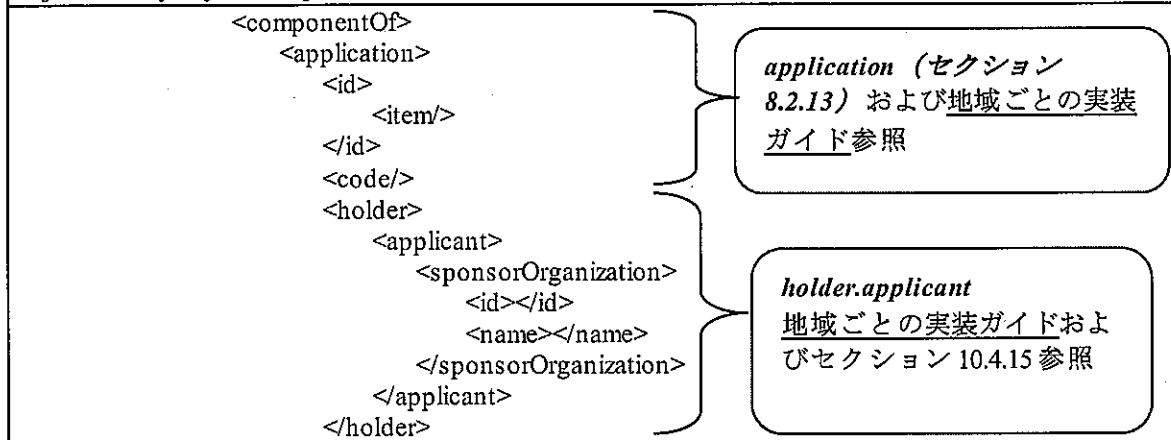 <componentOf>
<application>
<id>
<item/>
</id>
<code/>
<holder>
<applicant>
<sponsorOrganization>
<id></id>
<name></name>
</sponsorOrganization>
</applicant>
</holder>
application（セクション
8.2.13）および地域ごとの実装
ガイド参照
holder.applicant
地域ごとの実装ガイドおよ
びセクション 10.4.15 参照